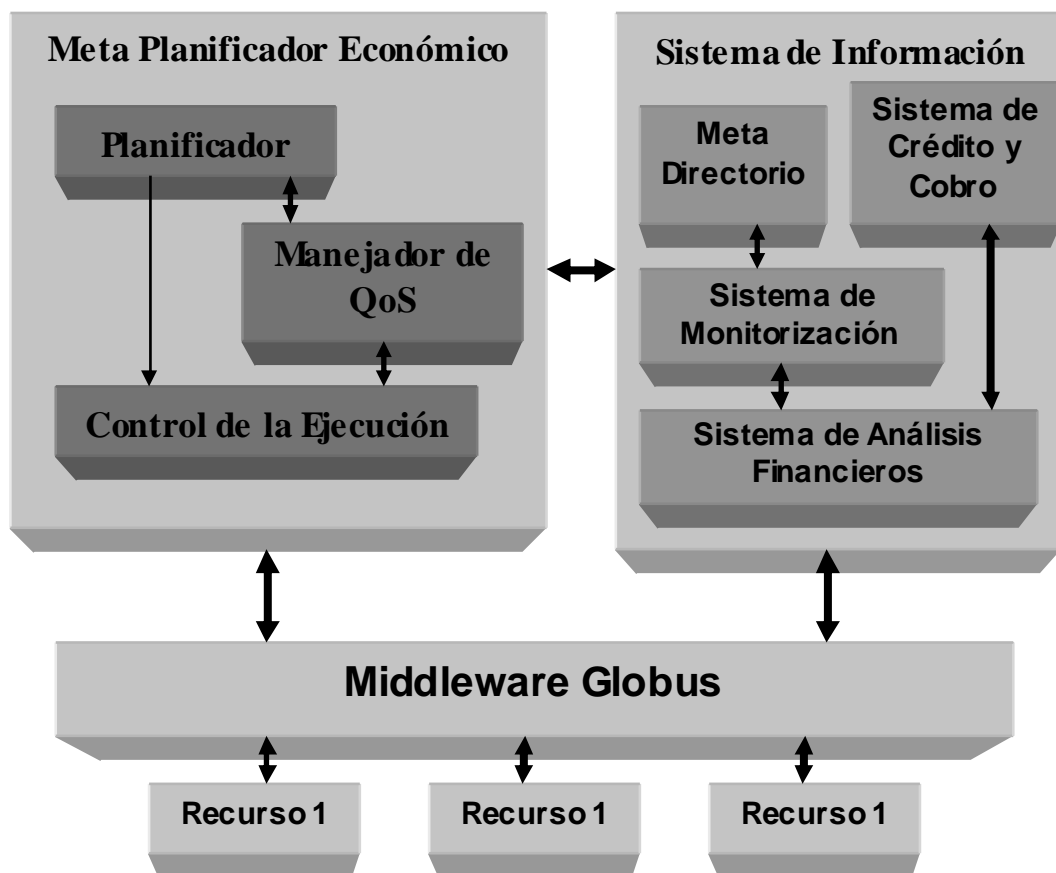 Meta Planificador Económico
Planificador
Manejador de
QoS
Control de la Ejecución
Sistema de Información
Meta
Directorio
Sistema de
Crédito y
Cobro
Sistema de
Monitorización
Sistema de Análisis
Financieros
Middleware Globus
Recurso 1
Recurso 1
Recurso 1